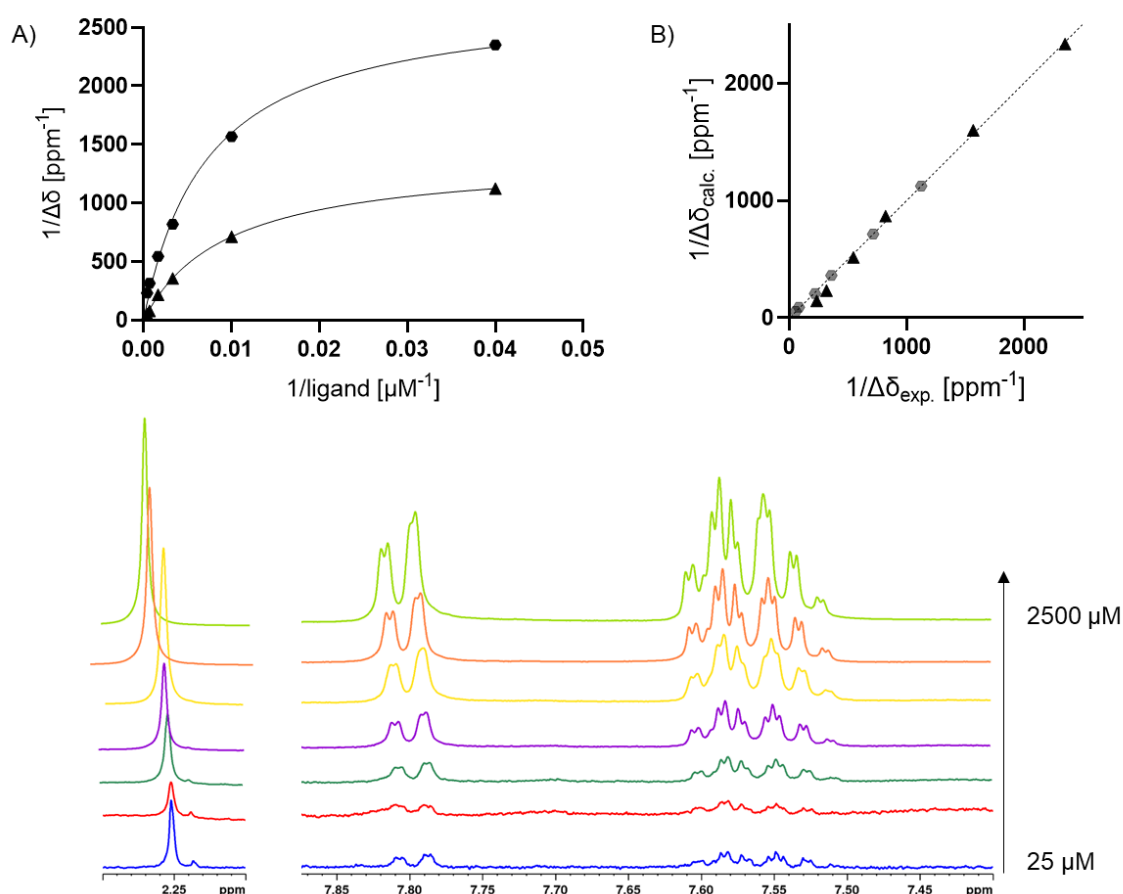 A)
2500
2000
1500
1000
500
0
1/Δδ [ppm⁻¹]
0.00 0.01 0.02 0.03 0.04 0.05
1/ligand [µM⁻¹]
B)
2000
1000
0
1/Δδcalc. [ppm⁻¹]
0 1000 2000
1/Δδexp. [ppm⁻¹]
2500 µM
25 µM
2.25 ppm 7.85 7.80 7.75 7.70 7.65 7.60 7.55 7.50 7.45 ppm